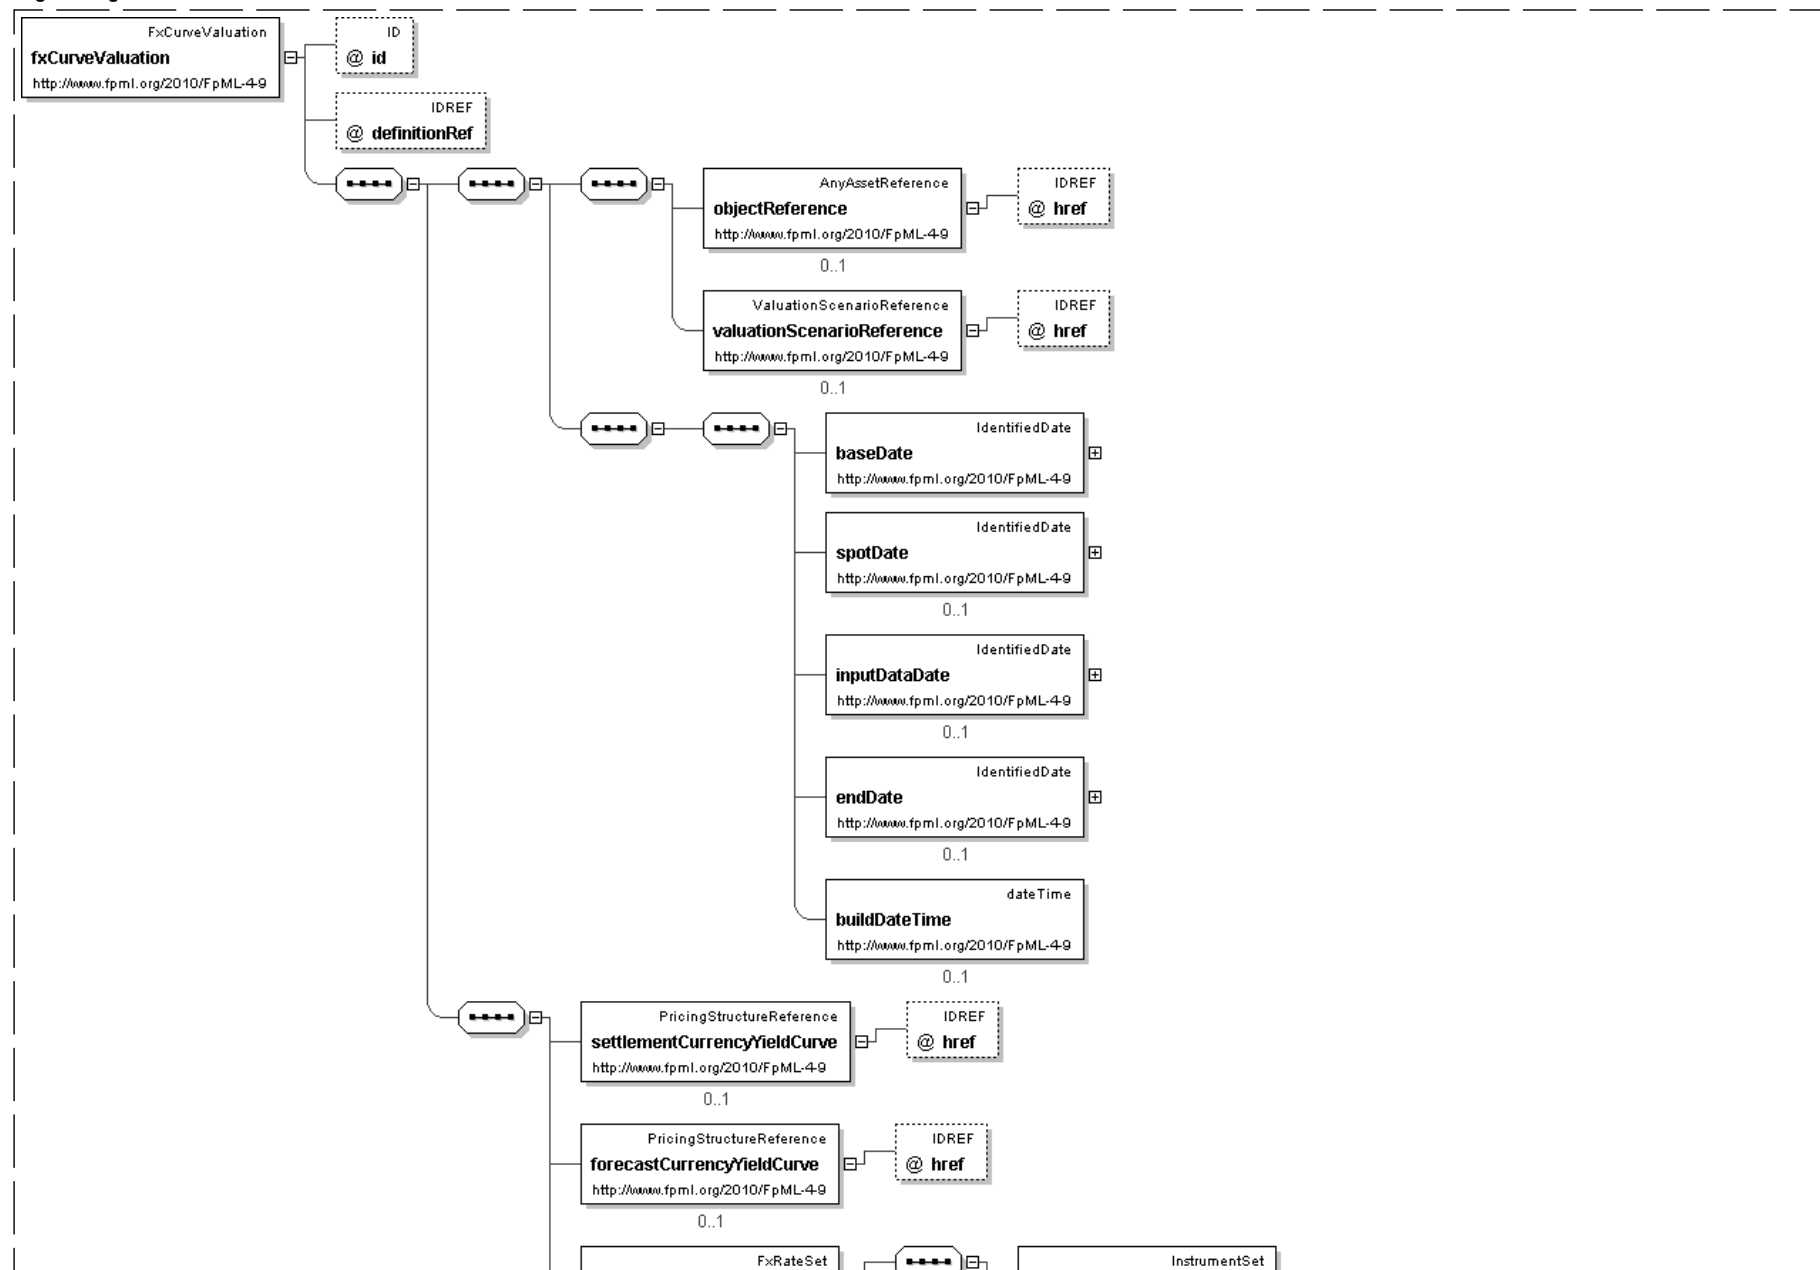 FxCurveValuation
fxCurveValuation
http://www.fpml.org/2010/FpML-4-9
ID
@ id
IDREF
@ definitionRef
AnyAssetReference
objectReference
http://www.fpml.org/2010/FpML-4-9
0..1
IDREF
@ href
ValuationScenarioReference
valuationScenarioReference
http://www.fpml.org/2010/FpML-4-9
0..1
IDREF
@ href
IdentifiedDate
baseDate
http://www.fpml.org/2010/FpML-4-9
IdentifiedDate
spotDate
http://www.fpml.org/2010/FpML-4-9
0..1
IdentifiedDate
inputDataDate
http://www.fpml.org/2010/FpML-4-9
0..1
IdentifiedDate
endDate
http://www.fpml.org/2010/FpML-4-9
0..1
dateTime
buildDateTime
http://www.fpml.org/2010/FpML-4-9
0..1
PricingStructureReference
settlementCurrencyYieldCurve
http://www.fpml.org/2010/FpML-4-9
0..1
IDREF
@ href
PricingStructureReference
forecastCurrencyYieldCurve
http://www.fpml.org/2010/FpML-4-9
0..1
IDREF
@ href
FxRateSet
InstrumentSet